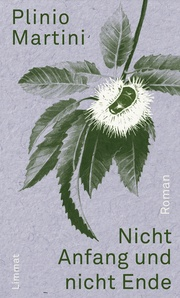 Plinio
Martini
Roman
Limmat
Nicht
Anfang und
nicht Ende